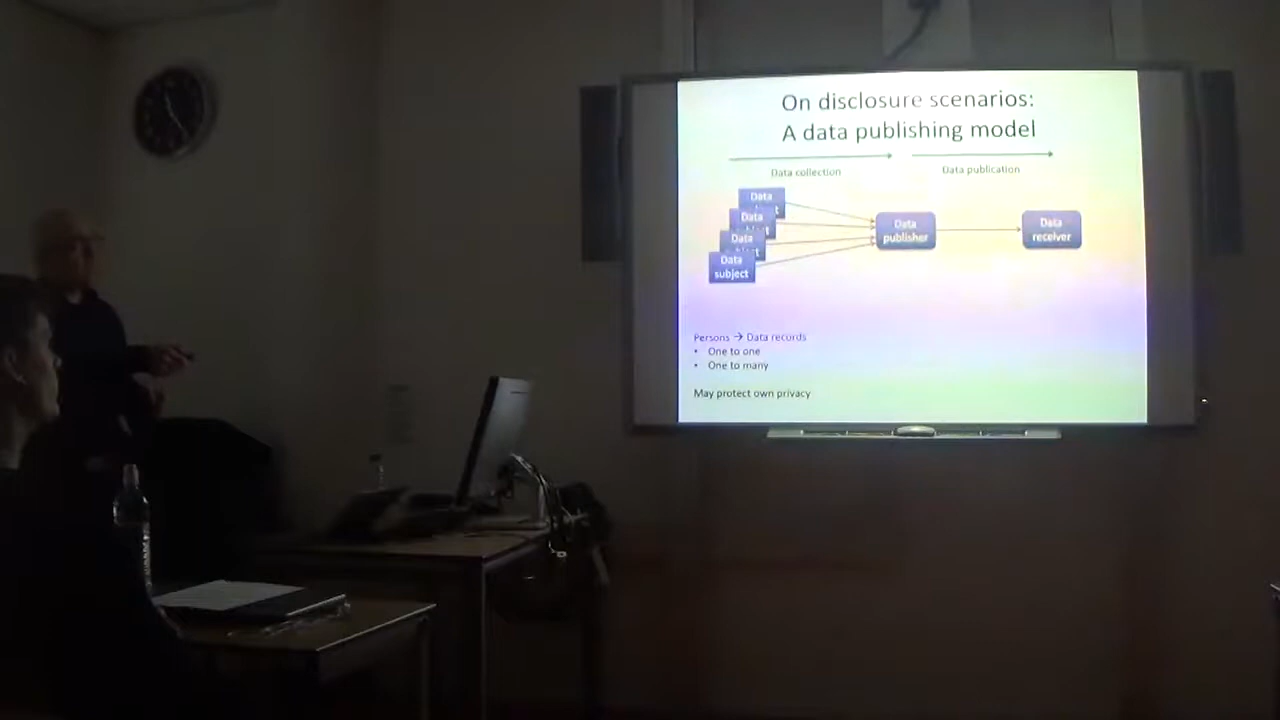 On disclosure scenarios:
A data publishing model
Data collection
Data publication
Data
Data
Data
Data
subject
Data
publisher
Data
receiver
Persons → Data records
• One to one
• One to many
May protect own privacy